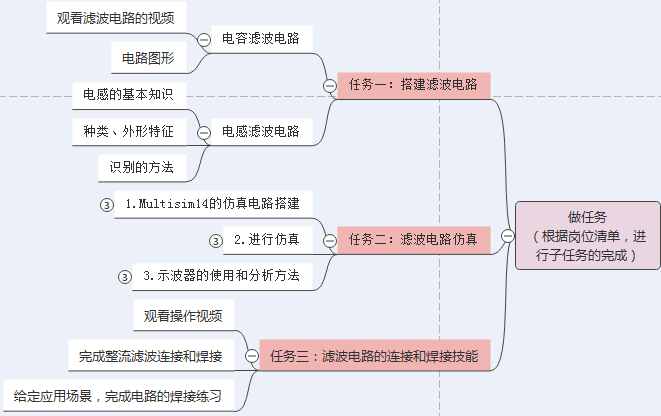 观看滤波电路的视频
电容滤波电路
电路图形
任务一：搭建滤波电路
电感的基本知识
种类、外形特征
电感滤波电路
识别的方法
3 1.Multisim14的仿真电路搭建
3 2.进行仿真
任务二：滤波电路仿真
3 3.示波器的使用和分析方法
做任务
（根据岗位清单，进
行子任务的完成）
观看操作视频
完成整流滤波连接和焊接
任务三：滤波电路的连接和焊接技能
给定应用场景，完成电路的焊接练习